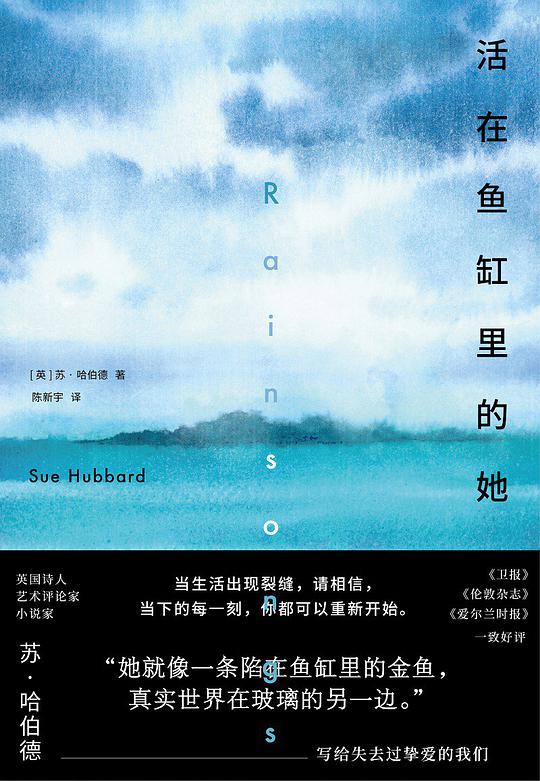 活在鱼缸里的她
Rainsongs
[英]苏·哈伯德 著
陈新宇 译
Sue Hubbard
英国诗人
艺术评论家
小说家
苏·哈伯德
当生活出现裂缝，请相信，
当下的每一刻，你都可以重新开始。
“她就像一条陷在鱼缸里的金鱼，
真实世界在玻璃的另一边。”
《卫报》
《伦敦杂志》
《爱尔兰时报》
一致好评
写给失去过挚爱的我们